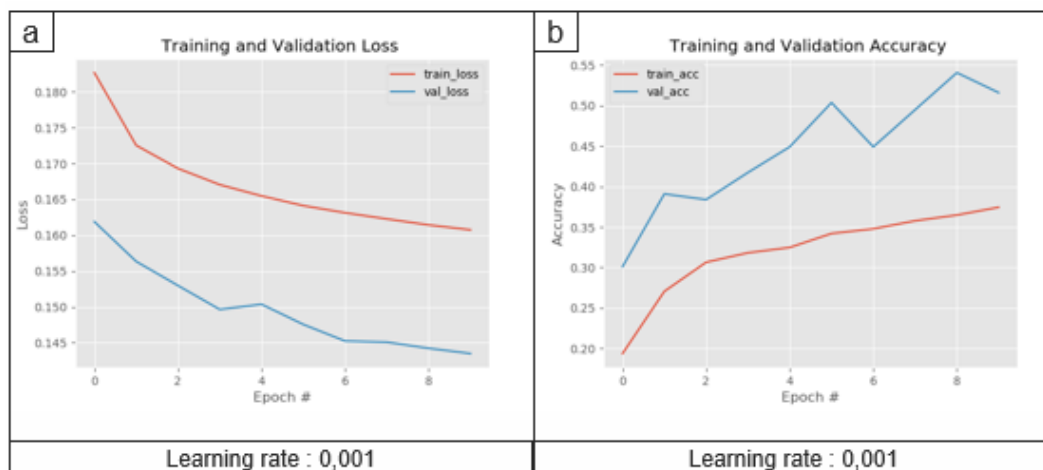 a
Training and Validation Loss
train_loss
val_loss
0.180
0.175
0.170
0.165
0.160
0.155
0.150
0.145
Loss
0 2 4 6 8
Epoch #
Learning rate : 0,001
b
Training and Validation Accuracy
train_acc
val_acc
0.55
0.50
0.45
0.40
0.35
0.30
0.25
0.20
Accuracy
0 2 4 6 8
Epoch #
Learning rate : 0,001